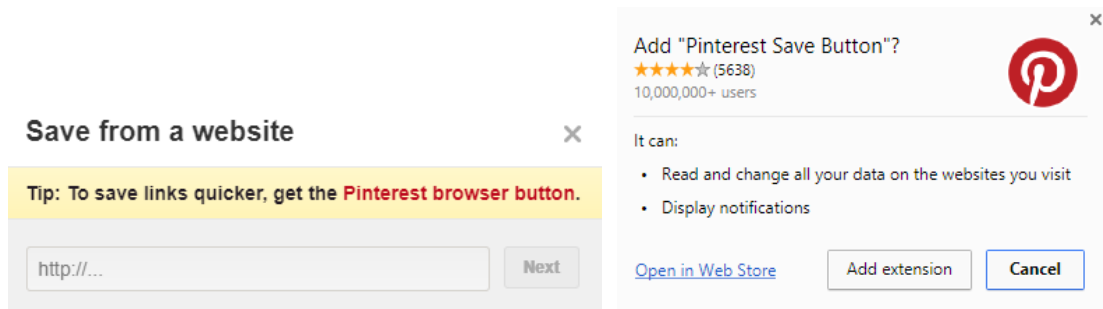 Save from a website
Tip: To save links quicker, get the Pinterest browser button.
http://...
Next
Add "Pinterest Save Button"?
(5638)
10,000,000+ users
It can:
• Read and change all your data on the websites you visit
• Display notifications
Open in Web Store
Add extension
Cancel